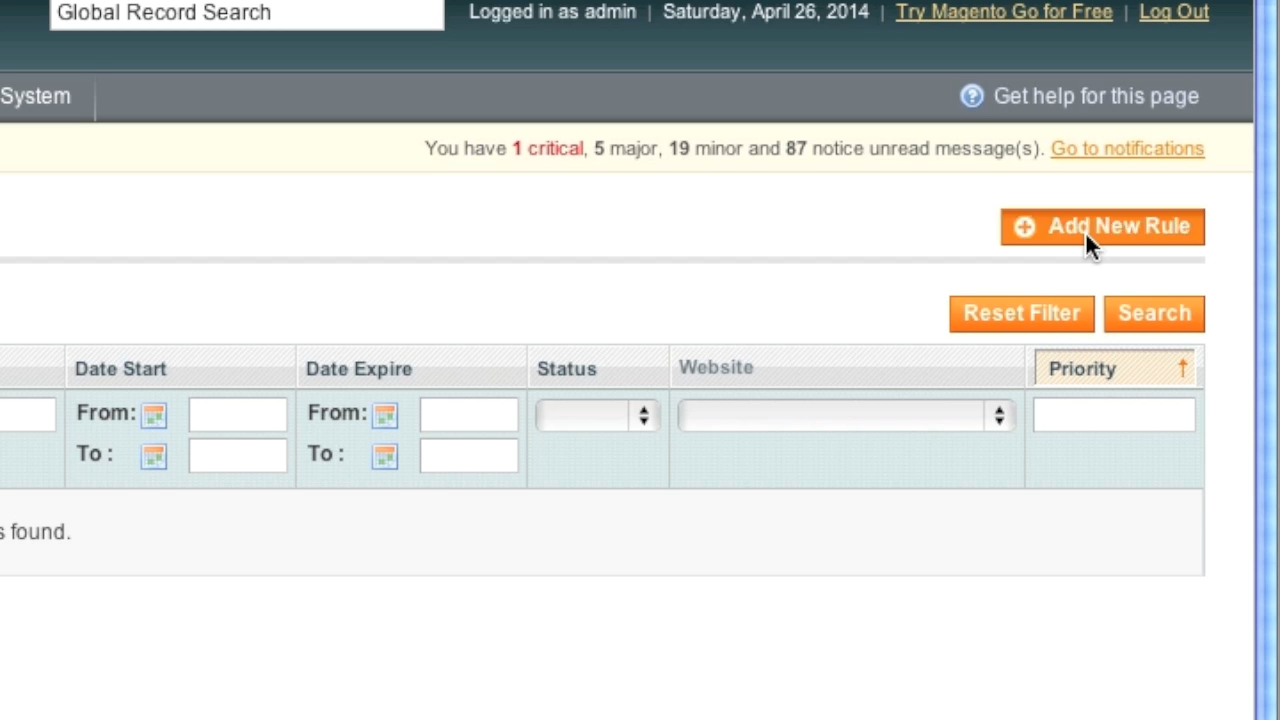 Global Record Search
Logged in as admin | Saturday, April 26, 2014 | Try Magento Go for Free | Log Out
System
Get help for this page
You have 1 critical, 5 major, 19 minor and 87 notice unread message(s). Go to notifications
Add New Rule
Reset Filter Search
Date Start Date Expire Status Website Priority
From: From:
To : To :
s found.